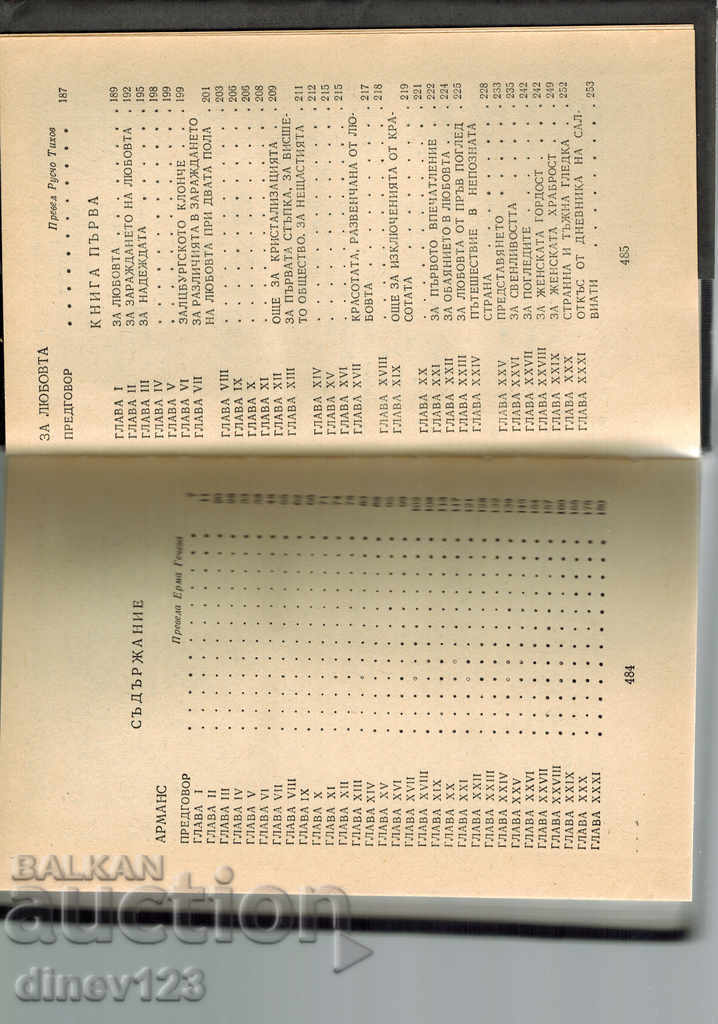 СЪДЪРЖАНИЕ
АРМАНС
Превела Ерма Гечева
ПРЕДГОВОР
ГЛАВА I
ГЛАВА II
ГЛАВА III
ГЛАВА IV
ГЛАВА V
ГЛАВА VI
ГЛАВА VII
ГЛАВА VIII
ГЛАВА IX
ГЛАВА X
ГЛАВА XI
ГЛАВА XII
ГЛАВА XIII
ГЛАВА XIV
ГЛАВА XV
ГЛАВА XVI
ГЛАВА XVII
ГЛАВА XVIII
ГЛАВА XIX
ГЛАВА XX
ГЛАВА XXI
ГЛАВА XXII
ГЛАВА XXIII
ГЛАВА XXIV
ГЛАВА XXV
ГЛАВА XXVI
ГЛАВА XXVII
ГЛАВА XXVIII
ГЛАВА XXIX
ГЛАВА XXX
ГЛАВА XXXI
484
ЗА ЛЮБОВТА
Превел Русчо Тихов
ПРЕДГОВОР . . . . . . . . . . 187
КНИГА ПЪРВА
ГЛАВА I ЗА ЛЮБОВТА . . . . 189
ГЛАВА II ЗА ЗАРАЖДАНЕТО НА ЛЮБОВТА . 192
ГЛАВА III ЗА НАДЕЖДАТА . . . . 195
ГЛАВА IV . . . . . . . . 198
ГЛАВА V . . . . . . . . 199
ГЛАВА VI ЗАЛЦБУРГСКОТО КЛОНЧЕ . . 199
ГЛАВА VII ЗА РАЗЛИЧИЯТА В ЗАРАЖДАНЕТО
НА ЛЮБОВТА ПРИ ДВАТА ПОЛА . 201
ГЛАВА VIII . . . . . . . . 203
ГЛАВА IX . . . . . . . . 206
ГЛАВА X . . . . . . . . 206
ГЛАВА XI . . . . . . . . 208
ГЛАВА XII ОЩЕ ЗА КРИСТАЛИЗАЦИЯТА . . 209
ГЛАВА XIII ЗА ПЪРВАТА СТЪПКА, ЗА ВИСШЕ-
ТО ОБЩЕСТВО. ЗА НЕЩАСТИЯТА . 211
ГЛАВА XIV . . . . . . . . 212
ГЛАВА XV . . . . . . . . 215
ГЛАВА XVI . . . . . . . . 215
ГЛАВА XVII КРАСОТАТА, РАЗВЕНЧАНА ОТ ЛЮ-
БОВТА . . . . . . . 217
ГЛАВА XVIII . . . . . . . . 218
ГЛАВА XIX ОЩЕ ЗА ИЗКЛЮЧЕНИЯТА ОТ КРА-
СОТАТА . . . . . . . 219
ГЛАВА XX . . . . . . . . 221
ГЛАВА XXI ЗА ПЪРВОТО ВПЕЧАТЛЕНИЕ . . 222
ГЛАВА XXII ЗА ОБАЯНИЕТО В ЛЮБОВТА . . 224
ГЛАВА XXIII ЗА ЛЮБОВТА ОТ ПРЪВ ПОГЛЕД . 225
ГЛАВА XXIV ПЪТЕШЕСТВИЕ В НЕПОЗНАТА
СТРАНА . . . . . . . 228
ГЛАВА XXV ПРЕДСТАВЯНЕТО . . . . 233
ГЛАВА XXVI ЗА СВЕНЛИВОСТТА . . . . 235
ГЛАВА XXVII ЗА ПОГЛЕДИТЕ . . . . . 242
ГЛАВА XXVIII ЗА ЖЕНСКАТА ГОРДОСТ . . . 242
ГЛАВА XXIX ЗА ЖЕНСКАТА ХРАБРОСТ . . . 249
ГЛАВА XXX СТРАННА И ТЪЖНА ГЛЕДКА . . 252
ГЛАВА XXXI ОТКЪС ОТ ДНЕВНИКА НА САЛ-
ВИАТИ . . . . . . . 253
485
BALKAN
auction
dinev123